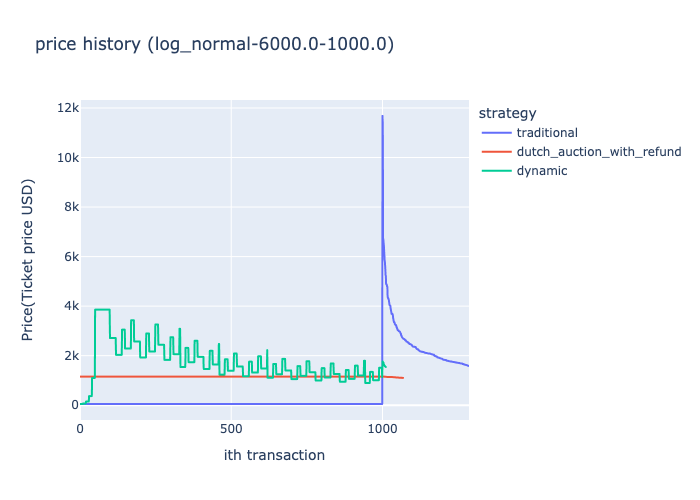 price history (log_normal-6000.0-1000.0)
strategy
traditional
dutch_auction_with_refund
dynamic
Price(Ticket price USD)
12k
10k
8k
6k
4k
2k
0
0
500
1000
ith transaction